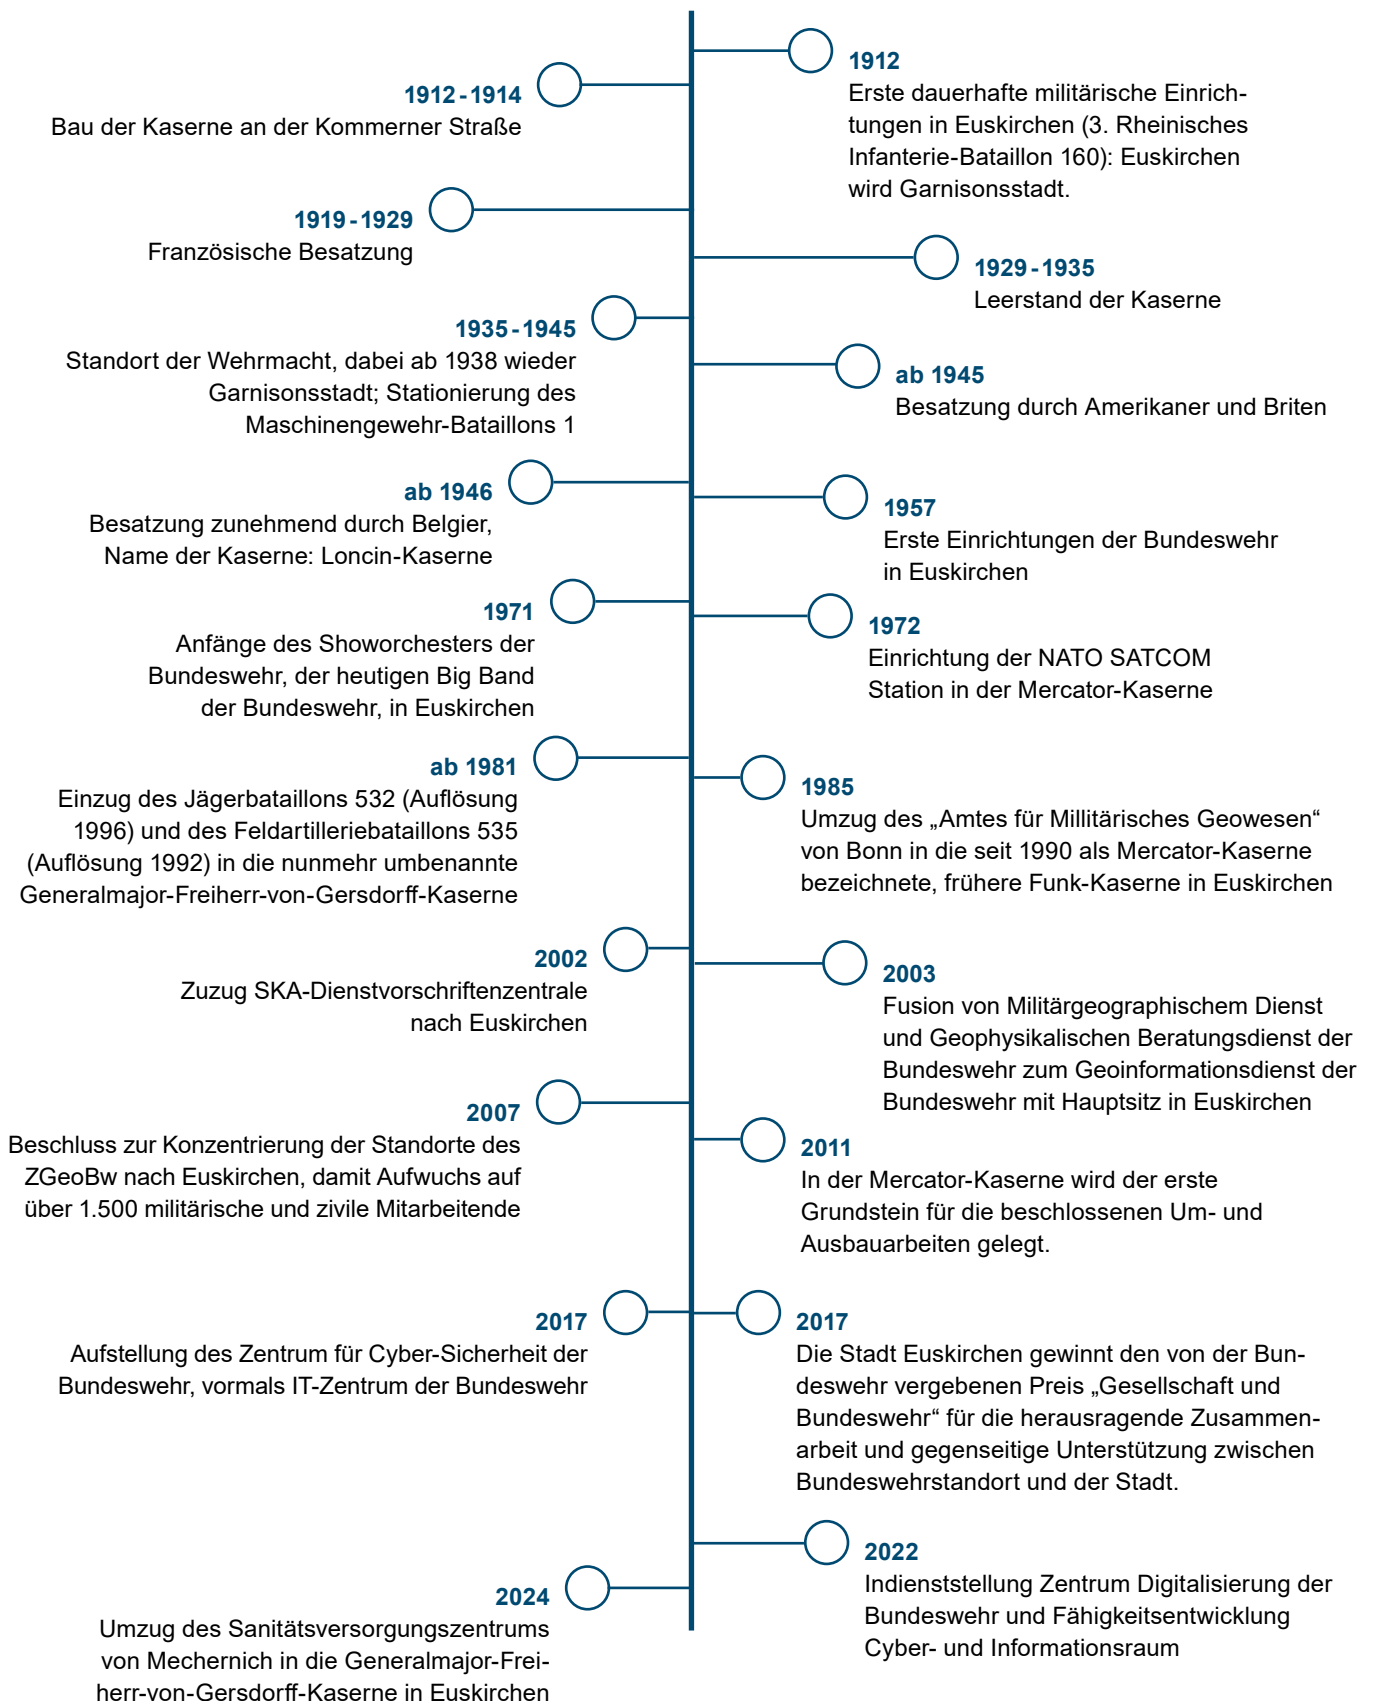 1912
Erste dauerhafte militärische Einrich-
tungen in Euskirchen (3. Rheinisches
Infanterie-Bataillon 160): Euskirchen
wird Garnisonsstadt.
1912-1914
Bau der Kaserne an der Kommerner Straße
1919-1929
Französische Besatzung
1929-1935
Leerstand der Kaserne
1935-1945
Standort der Wehrmacht, dabei ab 1938 wieder
Garnisonsstadt; Stationierung des
Maschinengewehr-Bataillons 1
ab 1945
Besatzung durch Amerikaner und Briten
ab 1946
Besatzung zunehmend durch Belgier,
Name der Kaserne: Loncin-Kaserne
1957
Erste Einrichtungen der Bundeswehr
in Euskirchen
1971
Anfänge des Showorchesters der
Bundeswehr, der heutigen Big Band
der Bundeswehr, in Euskirchen
1972
Einrichtung der NATO SATCOM
Station in der Mercator-Kaserne
ab 1981
Einzug des Jägerbataillons 532 (Auflösung
1996) und des Feldartilleriebataillons 535
(Auflösung 1992) in die nunmehr umbenannte
Generalmajor-Freiherr-von-Gersdorff-Kaserne
1985
Umzug des „Amtes für Millitärisches Geowesen“
von Bonn in die seit 1990 als Mercator-Kaserne
bezeichnete, frühere Funk-Kaserne in Euskirchen
2002
Zuzug SKA-Dienstvorschriftenzentrale
nach Euskirchen
2003
Fusion von Militärgeographischem Dienst
und Geophysikalischen Beratungsdienst der
Bundeswehr zum Geoinformationsdienst der
Bundeswehr mit Hauptsitz in Euskirchen
2007
Beschluss zur Konzentrierung der Standorte des
ZGeoBw nach Euskirchen, damit Aufwuchs auf
über 1.500 militärische und zivile Mitarbeitende
2011
In der Mercator-Kaserne wird der erste
Grundstein für die beschlossenen Um- und
Ausbauarbeiten gelegt.
2017
Aufstellung des Zentrum für Cyber-Sicherheit der
Bundeswehr, vormals IT-Zentrum der Bundeswehr
2017
Die Stadt Euskirchen gewinnt den von der Bun-
deswehr vergebenen Preis „Gesellschaft und
Bundeswehr“ für die herausragende Zusammen-
arbeit und gegenseitige Unterstützung zwischen
Bundeswehrstandort und der Stadt.
2022
Indienststellung Zentrum Digitalisierung der
Bundeswehr und Fähigkeitsentwicklung
Cyber- und Informationsraum
2024
Umzug des Sanitätsversorgungszentrums
von Mechernich in die Generalmajor-Frei-
herr-von-Gersdorff-Kaserne in Euskirchen